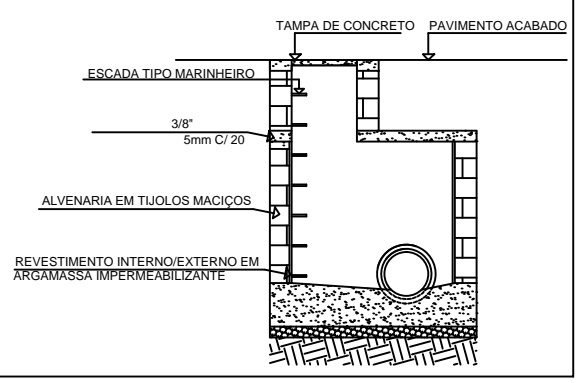 TAMPA DE CONCRETO
PAVIMENTO ACABADO
ESCADA TIPO MARINHEIRO
3/8"
5mm C/ 20
ALVENARIA EM TIJOLOS MACIÇOS
REVESTIMENTO INTERNO/EXTERNO EM
ARGAMASSA IMPERMEABILIZANTE